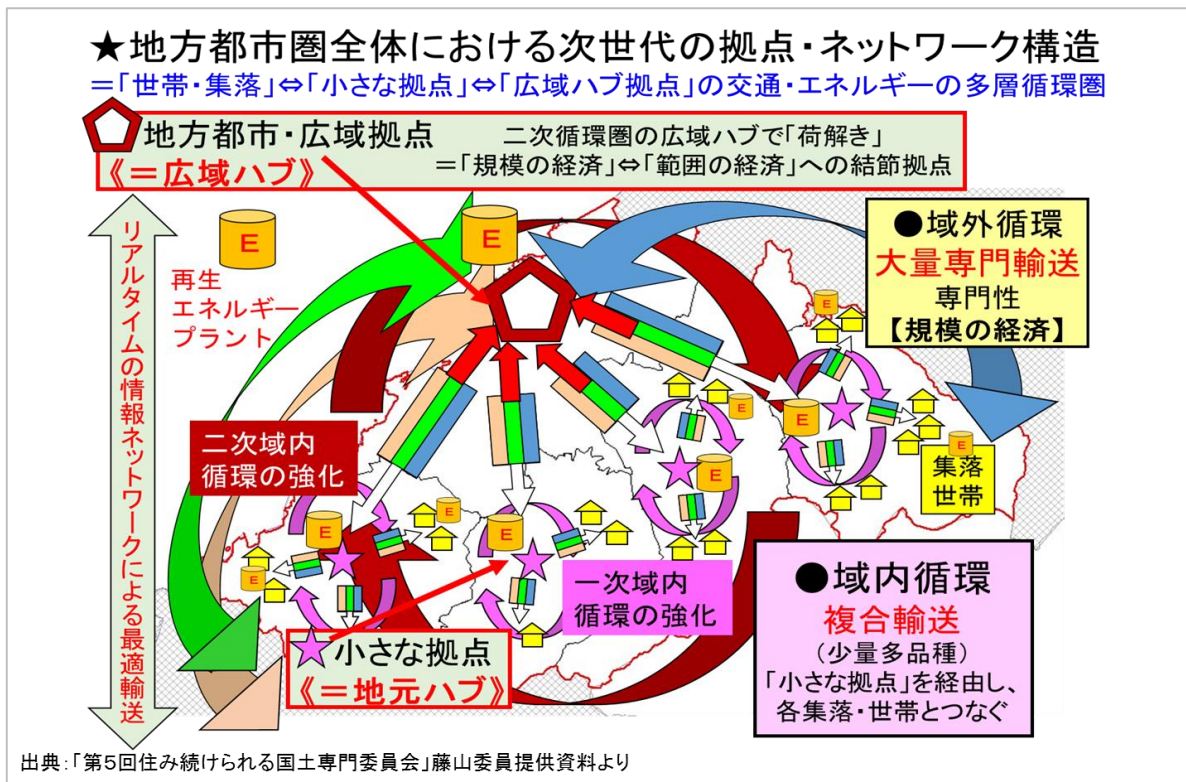 ★地方都市圏全体における次世代の拠点・ネットワーク構造
=「世帯・集落」⇔「小さな拠点」⇔「広域ハブ拠点」の交通・エネルギーの多層循環圏
地方都市・広域拠点
《=広域ハブ》
二次循環圏の広域ハブで「荷解き」
=「規模の経済」⇔「範囲の経済」への結節拠点
リアルタイムの情報ネットワークによる最適輸送
E
再生
エネルギー
プラント
E
●域外循環
大量専門輸送
専門性
【規模の経済】
二次域内
循環の強化
E
E
E
E
E
集落
世帯
E
E
E
E
E
一次域内
循環の強化
小さな拠点
《=地元ハブ》
●域内循環
複合輸送
(少量多品種)
「小さな拠点」を経由し、
各集落・世帯とつなぐ
出典:「第5回住み続けられる国土専門委員会」藤山委員提供資料より